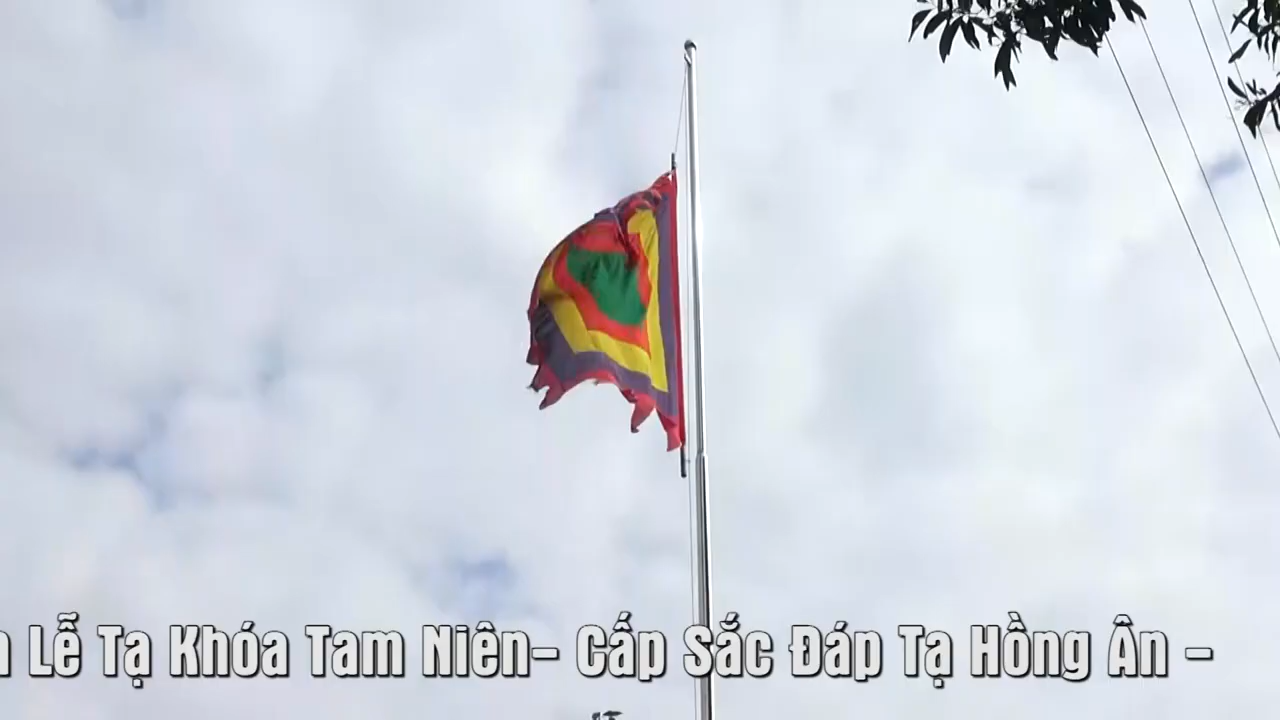 Lễ Tạ Khóa Tam Niên- Cấp Sắc Đáp Tạ Hồng Ân -